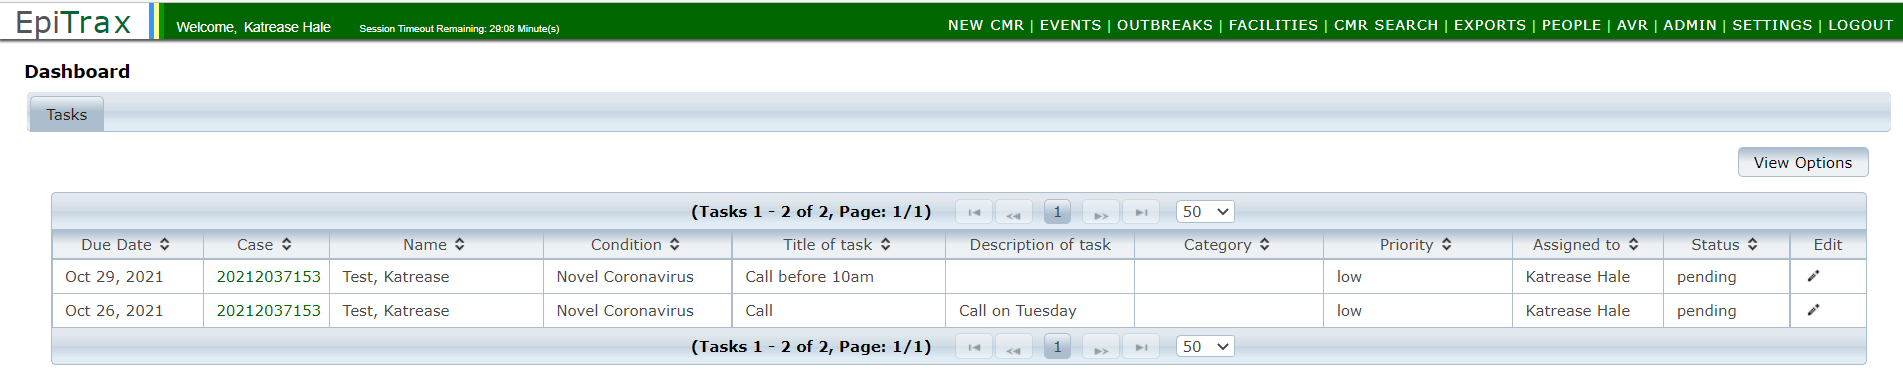 EpiTrax Welcome, Katrease Hale Session Timeout Remaining: 29:08 Minute(s) NEW CMR | EVENTS | OUTBREAKS | FACILITIES | CMR SEARCH | EXPORTS | PEOPLE | AVR | ADMIN | SETTINGS | LOGOUT
Dashboard
Tasks
View Options
(Tasks 1 - 2 of 2, Page: 1/1) 1 50
Due Date Case Name Condition Title of task Description of task Category Priority Assigned to Status Edit
Oct 29, 2021 20212037153 Test, Katrease Novel Coronavirus Call before 10am low Katrease Hale pending
Oct 26, 2021 20212037153 Test, Katrease Novel Coronavirus Call Call on Tuesday low Katrease Hale pending
(Tasks 1 - 2 of 2, Page: 1/1) 1 50